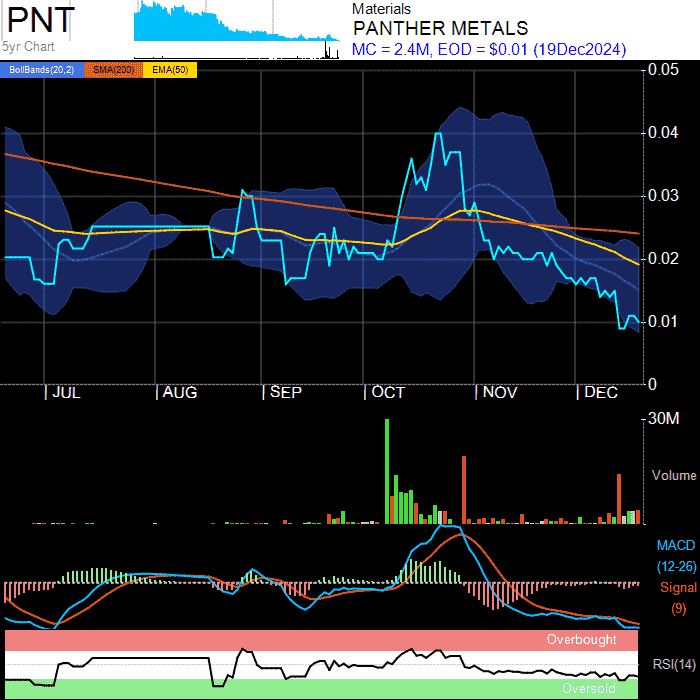 PNT
5yr Chart
Materials
PANTHER METALS
MC = 2.4M, EOD = $0.01 (19Dec2024)
BollBands(20,2) SMA(200) EMA(50)
0.05
0.04
0.03
0.02
0.01
0
JUL AUG SEP OCT NOV DEC
30M
Volume
MACD
(12-26)
Signal
(9)
Overbought
RSI(14)
Oversold